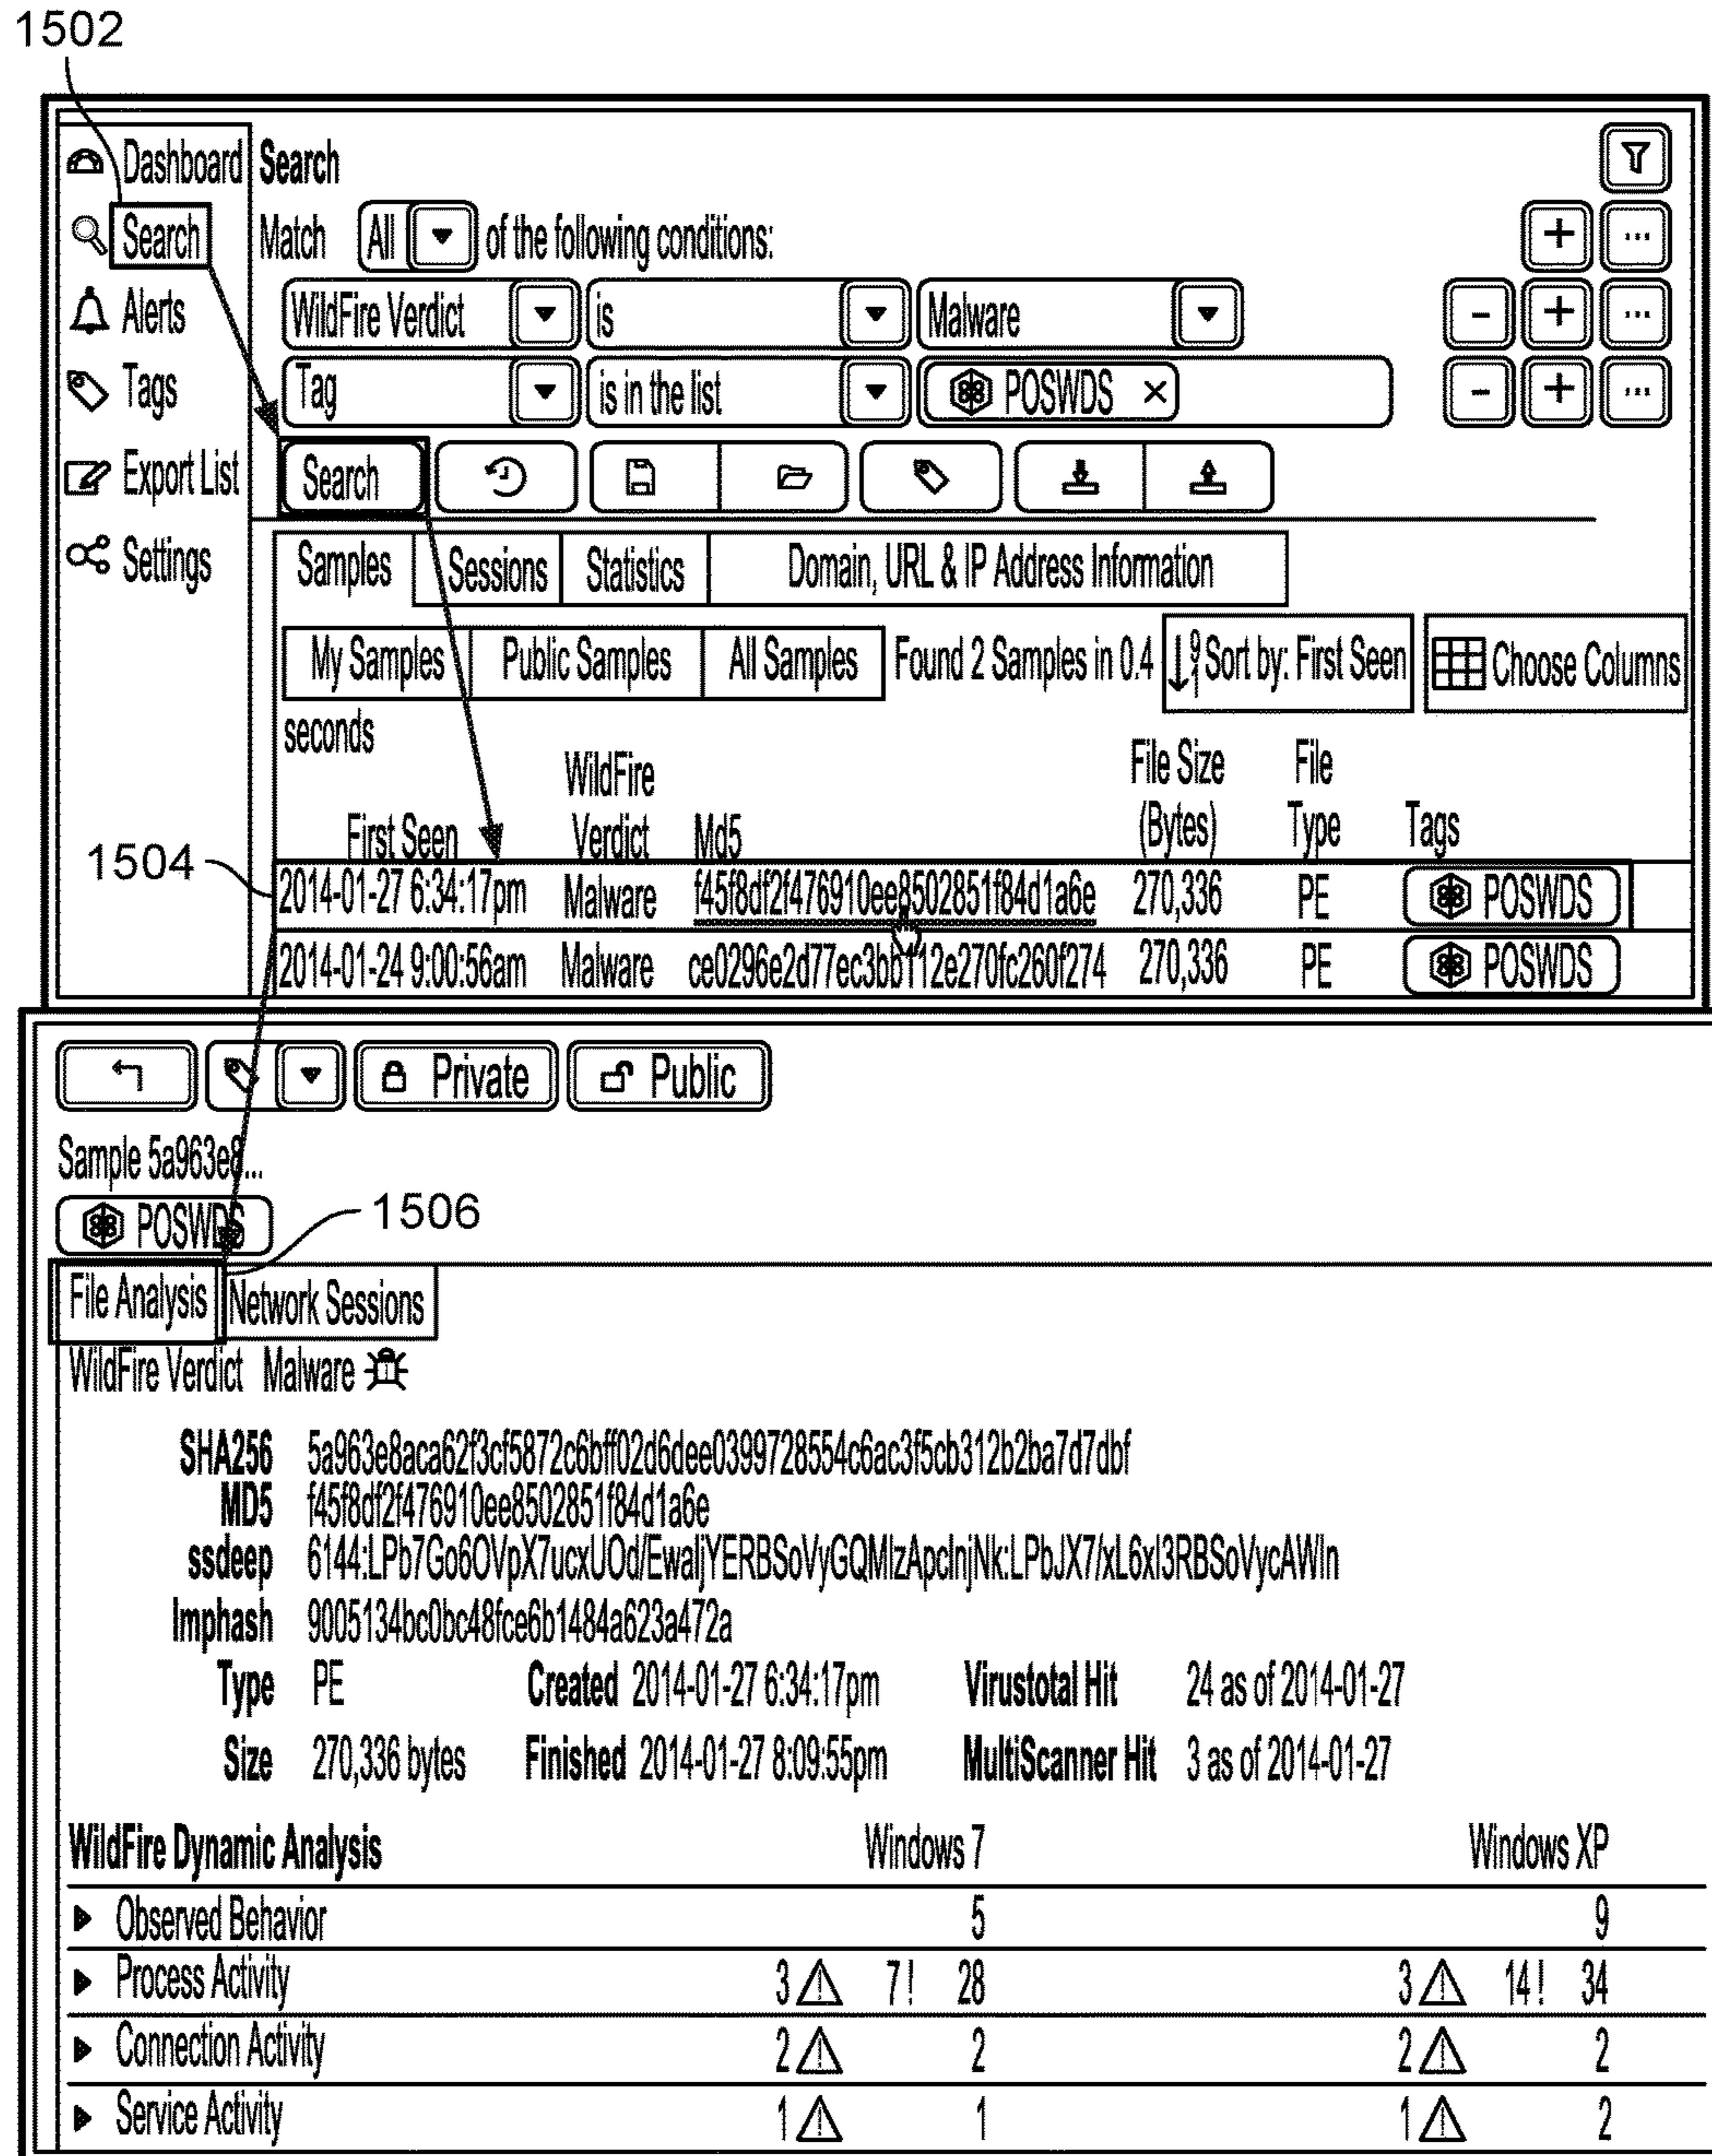 1502
Dashboard Search
Search Match All of the following conditions:
Alerts WildFire Verdict is Malware - + ...
Tags Tag is in the list POSWDS × - + ...
Export List Search
Settings Samples Sessions Statistics Domain, URL & IP Address Information
My Samples Public Samples All Samples Found 2 Samples in 0.4 Sort by: First Seen Choose Columns
seconds
First Seen WildFire Verdict Md5 File Size (Bytes) File Type Tags
1504
2014-01-27 6:34:17pm Malware f45f8df2f476910ee8502851f84d1a6e 270,336 PE POSWDS
2014-01-24 9:00:56am Malware ce0296e2d77ec3bb112e270fc260f274 270,336 PE POSWDS
Private Public
Sample 5a963e8...
POSWDS
1506
File Analysis Network Sessions
WildFire Verdict Malware
SHA256 5a963e8aca62f3cf5872c6bff02d6dee0399728554c6ac3f5cb312b2ba7d7dbf
MD5 f45f8df2f476910ee8502851f84d1a6e
ssdeep 6144:LPb7Go6OVpX7ucxUOd/EwaljYERBSoVyGQMlzApclnjNk:LPbJX7/xL6xI3RBSoVycAWln
Imphash 9005134bc0bc48fce6b1484a623a472a
Type PE Created 2014-01-27 6:34:17pm Virustotal Hit 24 as of 2014-01-27
Size 270,336 bytes Finished 2014-01-27 8:09:55pm MultiScanner Hit 3 as of 2014-01-27
WildFire Dynamic Analysis Windows 7 Windows XP
Observed Behavior 5 9
Process Activity 3 7! 28 3 14! 34
Connection Activity 2 2 2 2
Service Activity 1 1 1 2